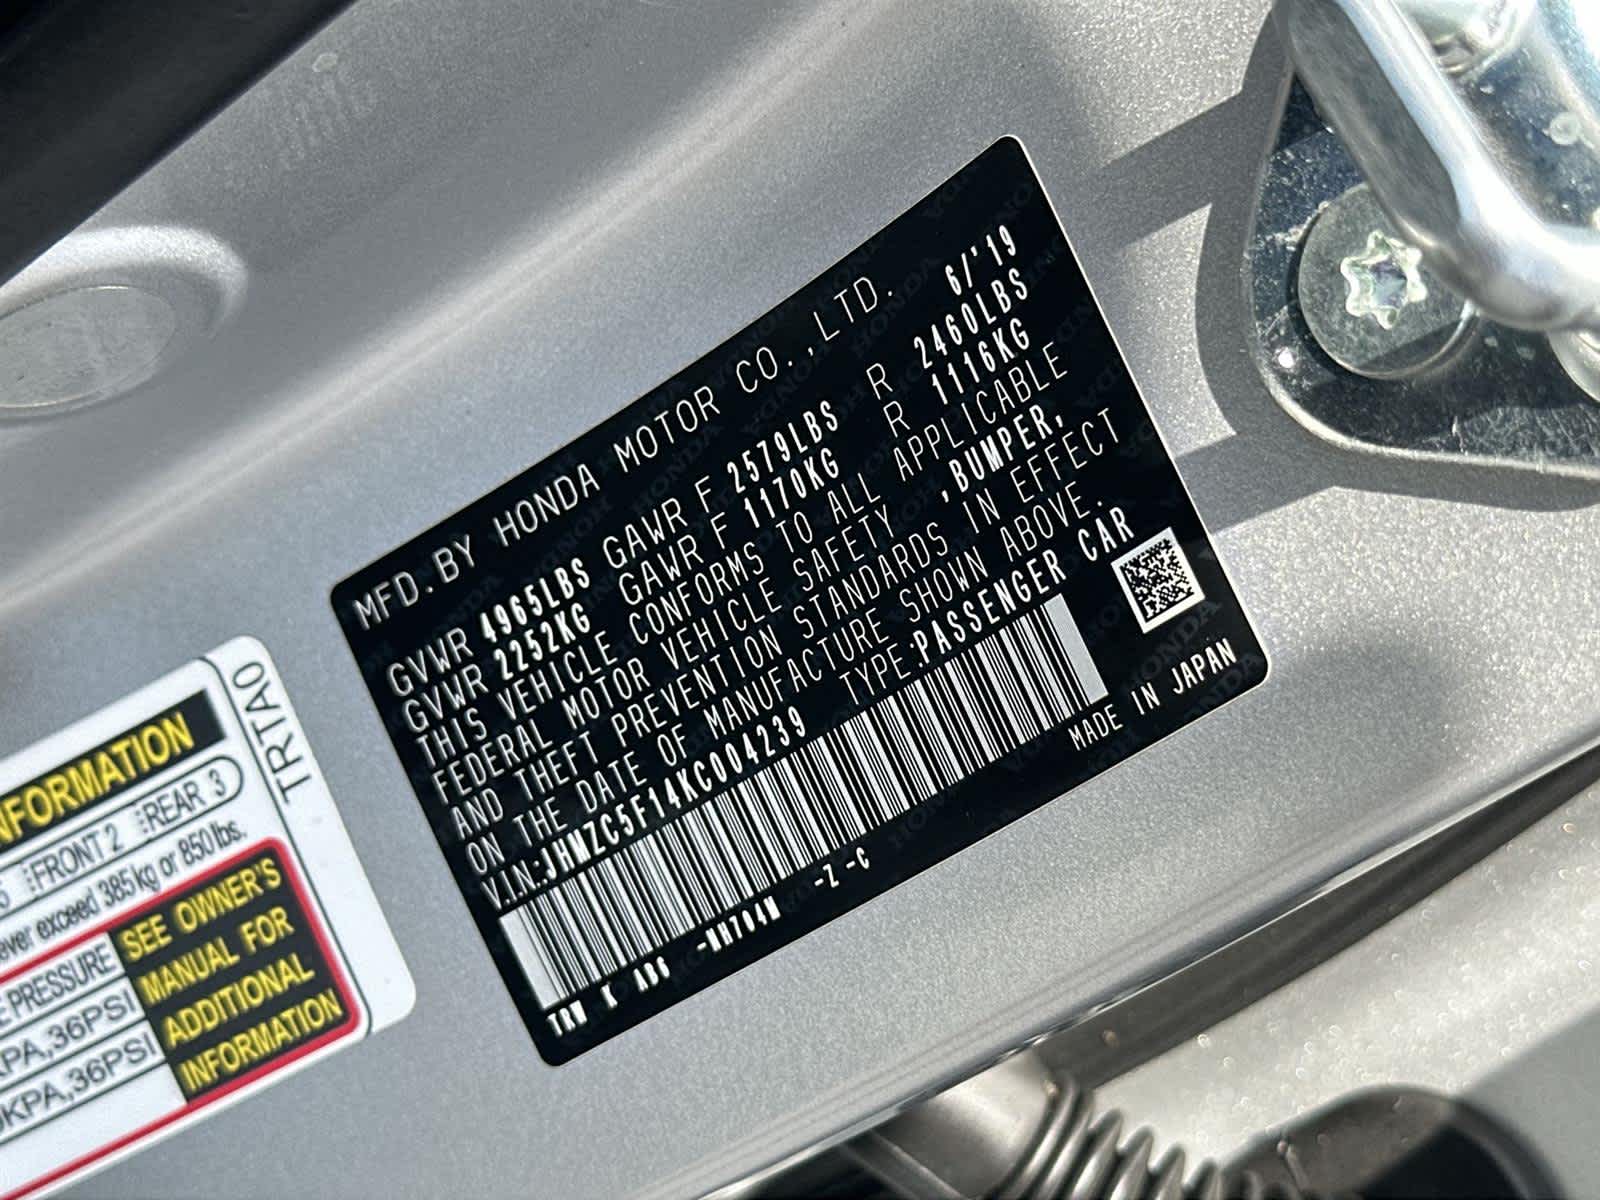 MFD. BY HONDA MOTOR CO.,LTD. 6/'19
GVWR 4965LBS GAWR F 2579LBS R 2460LBS
GVWR 2252KG GAWR F 1170KG R 1116KG
THIS VEHICLE CONFORMS TO ALL APPLICABLE
FEDERAL MOTOR VEHICLE SAFETY ,BUMPER,
AND THEFT PREVENTION STANDARDS IN EFFECT
ON THE DATE OF MANUFACTURE SHOWN ABOVE.
V.I.N.:JHMZC5F14KC004239 TYPE:PASSENGER CAR
TRW K ABG -NH704M -Z -C
MADE IN JAPAN
TRTA0
NFORMATION
5 FRONT 2 REAR 3
ever exceed 385 kg or 850 lbs.
E PRESSURE
KPA,36PSI
KPA,36PSI
SEE OWNER'S
MANUAL FOR
ADDITIONAL
INFORMATION